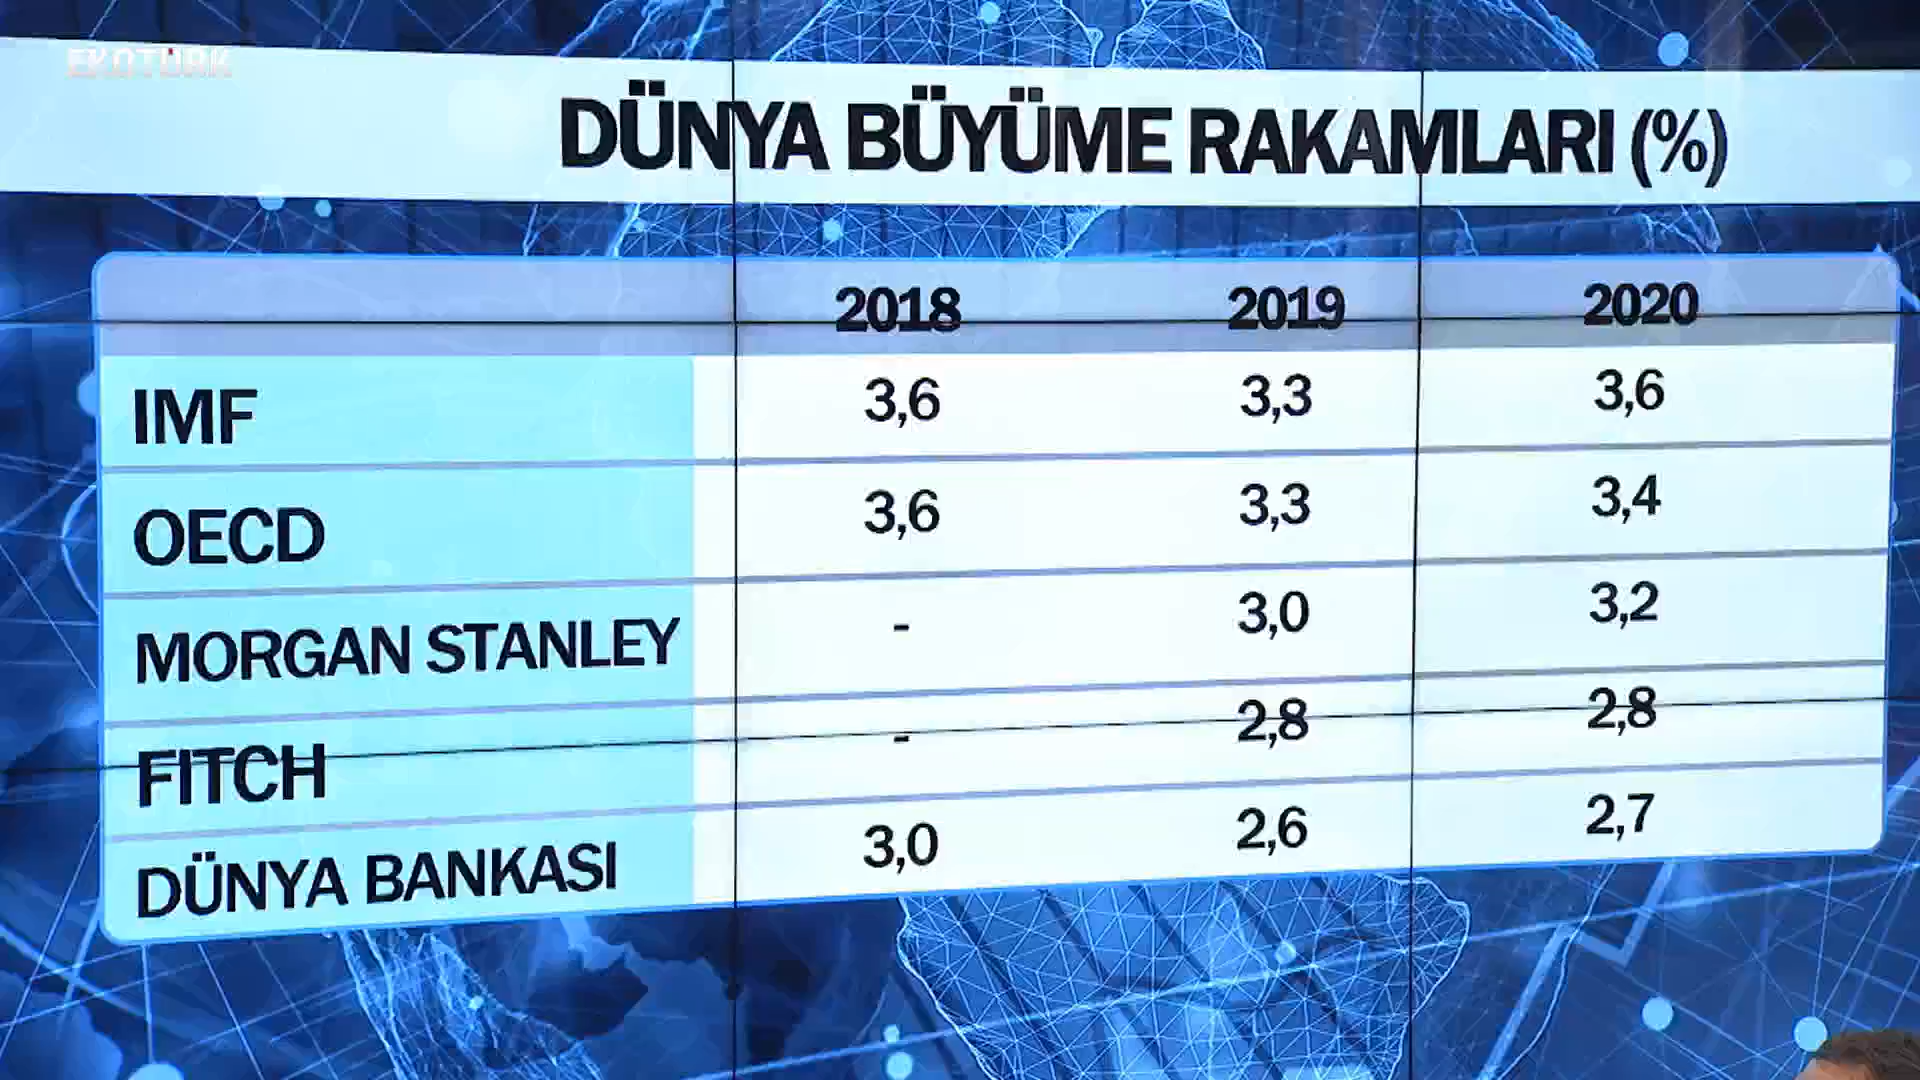 EKOTÜRK
DÜNYA BÜYÜME RAKAMLARI (%)
2018 2019 2020
IMF 3,6 3,3 3,6
OECD 3,6 3,3 3,4
MORGAN STANLEY - 3,0 3,2
FITCH - 2,8 2,8
DÜNYA BANKASI 3,0 2,6 2,7